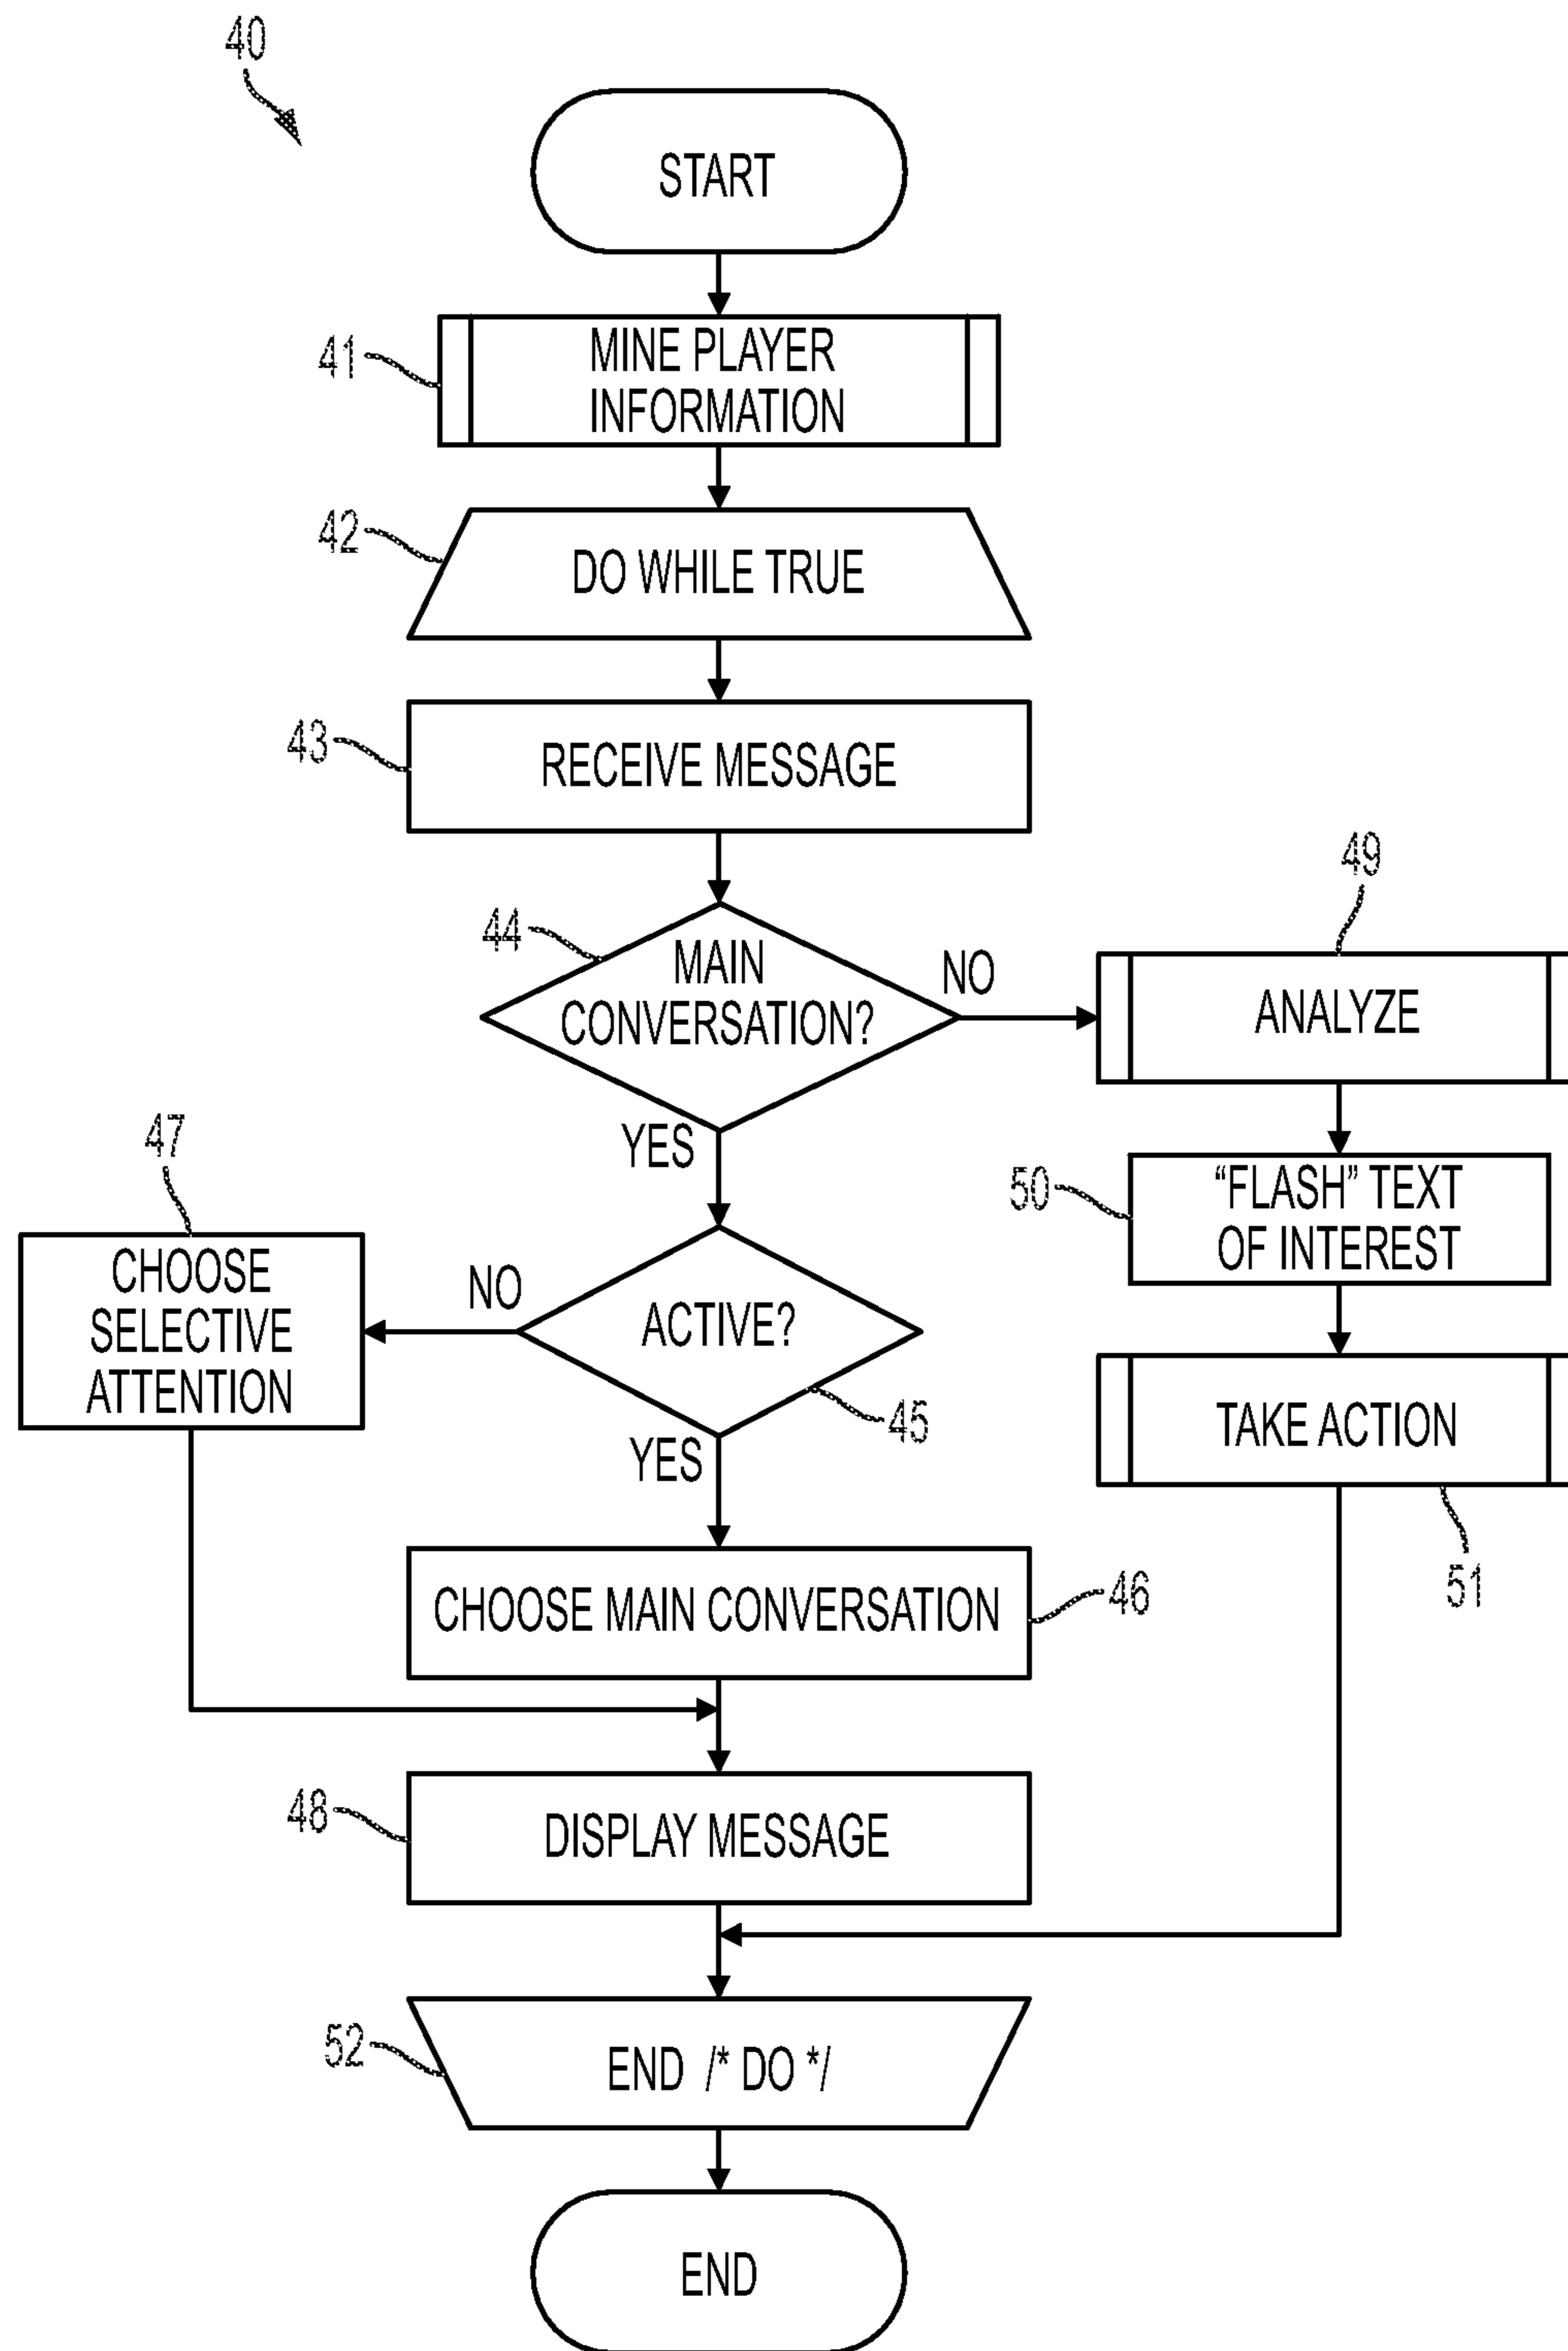 40
START
41
MINE PLAYER
INFORMATION
42
DO WHILE TRUE
43
RECEIVE MESSAGE
44
MAIN
CONVERSATION?
NO
49
ANALYZE
YES
47
CHOOSE
SELECTIVE
ATTENTION
NO
ACTIVE?
45
50
“FLASH” TEXT
OF INTEREST
TAKE ACTION
51
YES
CHOOSE MAIN CONVERSATION
46
48
DISPLAY MESSAGE
52
END /* DO */
END